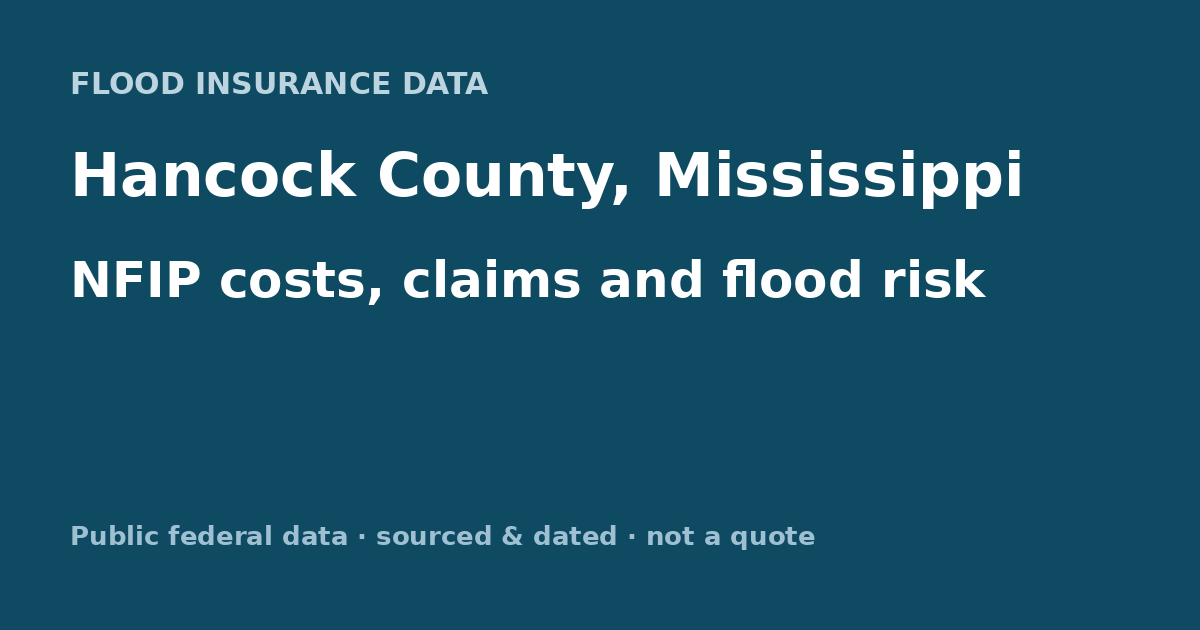 FLOOD INSURANCE DATA
Hancock County, Mississippi
NFIP costs, claims and flood risk
Public federal data · sourced & dated · not a quote